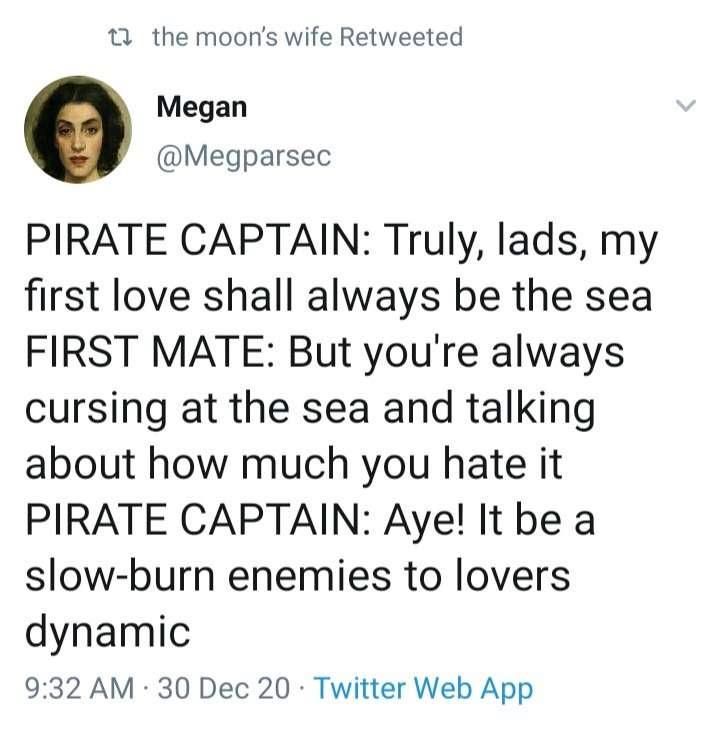 the moon's wife Retweeted
Megan
@Megparsec
PIRATE CAPTAIN: Truly, lads, my
first love shall always be the sea
FIRST MATE: But you're always
cursing at the sea and talking
about how much you hate it
PIRATE CAPTAIN: Aye! It be a
slow-burn enemies to lovers
dynamic
9:32 AM · 30 Dec 20 · Twitter Web App